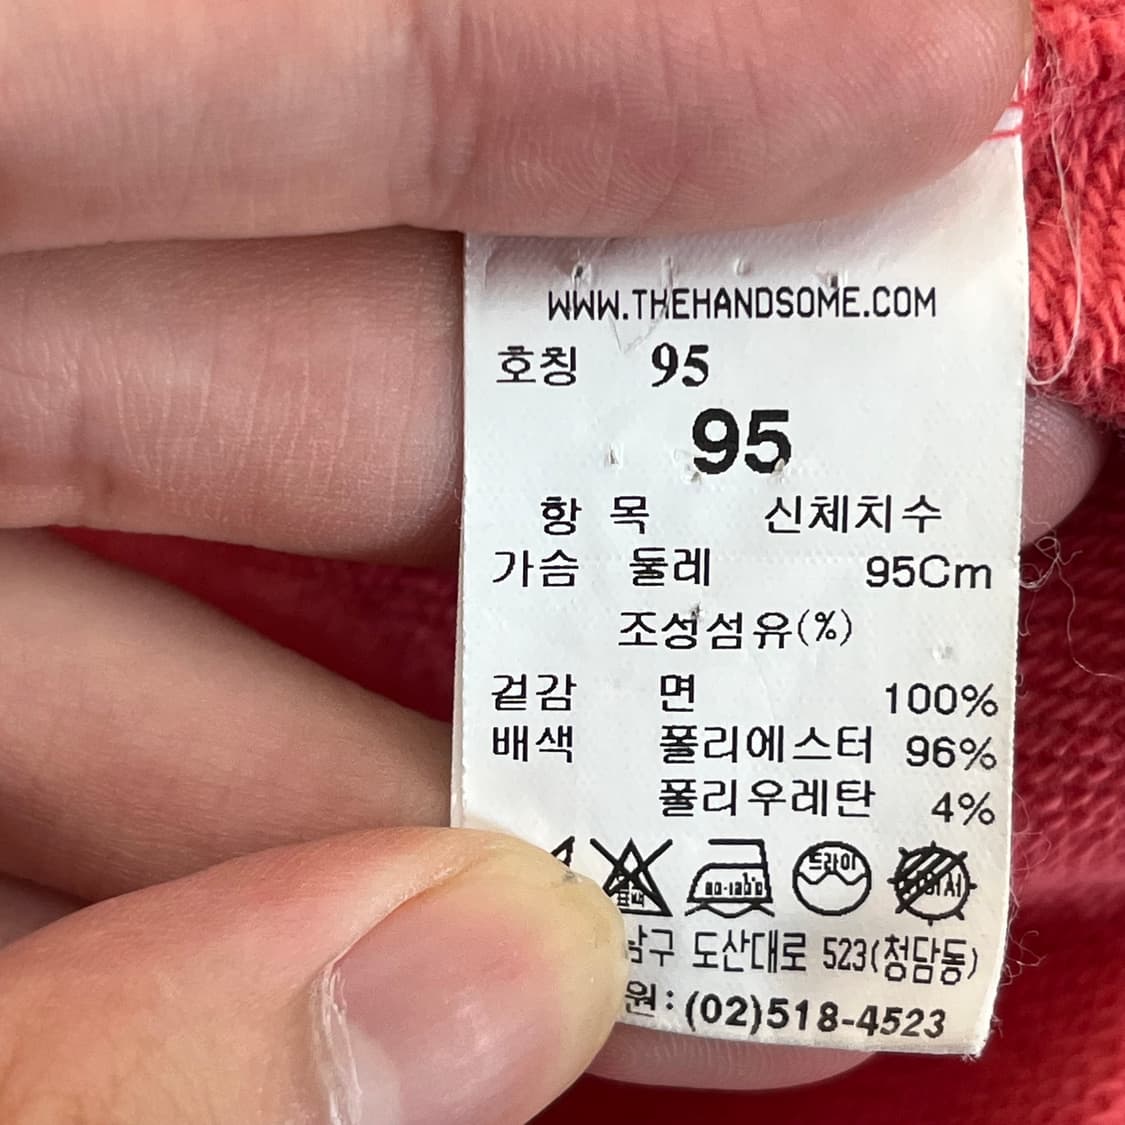 WWW.THEHANDSOME.COM
호칭 95
95
항 목 신체치수
가슴 둘레 95Cm
조성섬유(%)
겉감 면 100%
배색 폴리에스터 96%
폴리우레탄 4%
드라이
남구 도산대로 523(청담동)
원: (02)518-4523